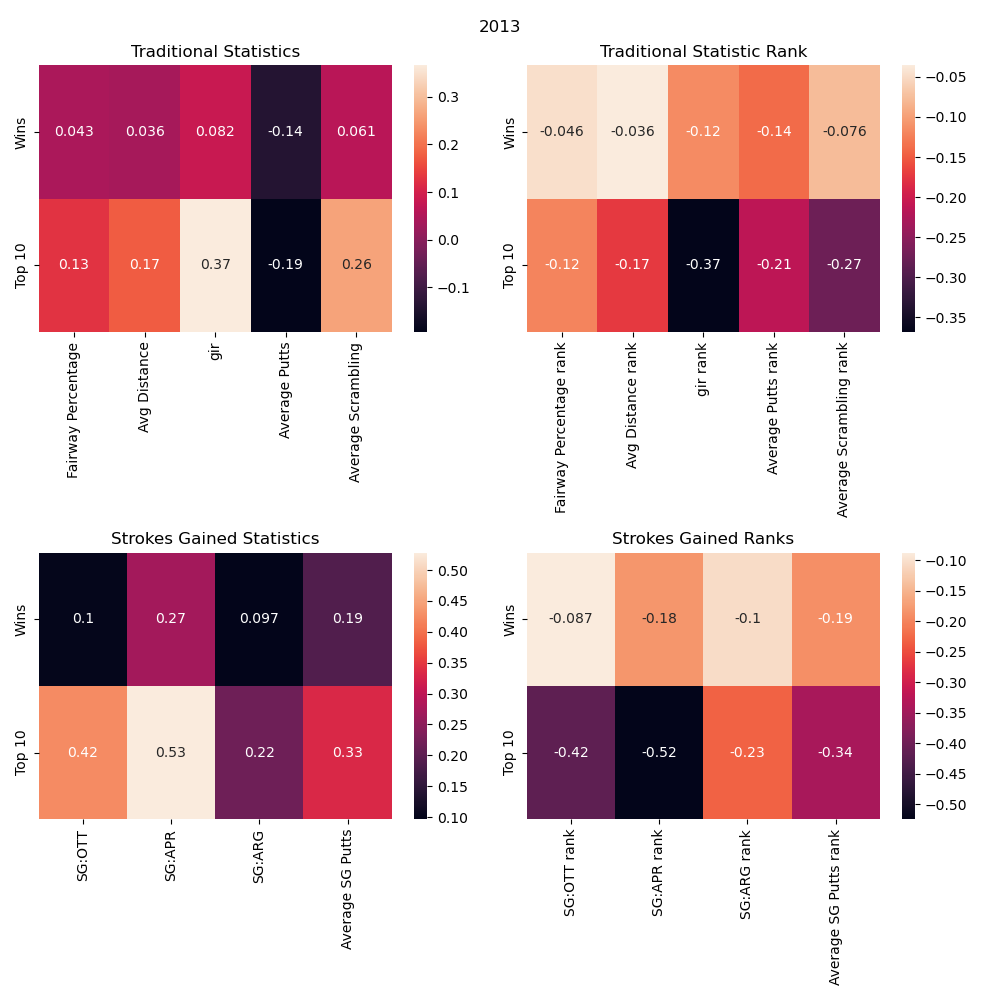 2013
Traditional Statistics
Wins
0.043 0.036 0.082 -0.14 0.061
Top 10
0.13 0.17 0.37 -0.19 0.26
0.3
0.2
0.1
0.0
−0.1
Fairway Percentage
Avg Distance
gir
Average Putts
Average Scrambling
Traditional Statistic Rank
Wins
-0.046 -0.036 -0.12 -0.14 -0.076
Top 10
-0.12 -0.17 -0.37 -0.21 -0.27
−0.05
−0.10
−0.15
−0.20
−0.25
−0.30
−0.35
Fairway Percentage rank
Avg Distance rank
gir rank
Average Putts rank
Average Scrambling rank
Strokes Gained Statistics
Wins
0.1 0.27 0.097 0.19
Top 10
0.42 0.53 0.22 0.33
0.50
0.45
0.40
0.35
0.30
0.25
0.20
0.15
0.10
SG:OTT
SG:APR
SG:ARG
Average SG Putts
Strokes Gained Ranks
Wins
-0.087 -0.18 -0.1 -0.19
Top 10
-0.42 -0.52 -0.23 -0.34
−0.10
−0.15
−0.20
−0.25
−0.30
−0.35
−0.40
−0.45
−0.50
SG:OTT rank
SG:APR rank
SG:ARG rank
Average SG Putts rank